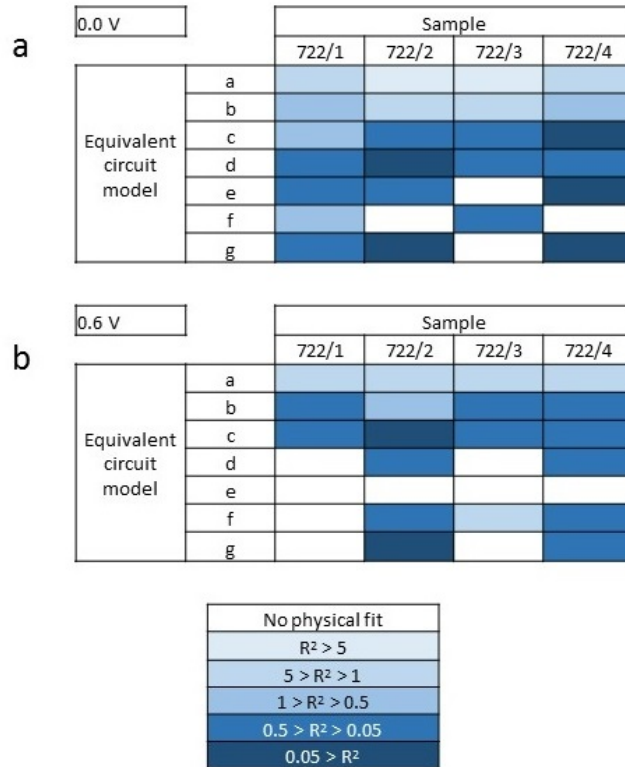 a
0.0 V
Sample
722/1 722/2 722/3 722/4
Equivalent circuit model
a
b
c
d
e
f
g
b
0.6 V
Sample
722/1 722/2 722/3 722/4
Equivalent circuit model
a
b
c
d
e
f
g
No physical fit
R² > 5
5 > R² > 1
1 > R² > 0.5
0.5 > R² > 0.05
0.05 > R²